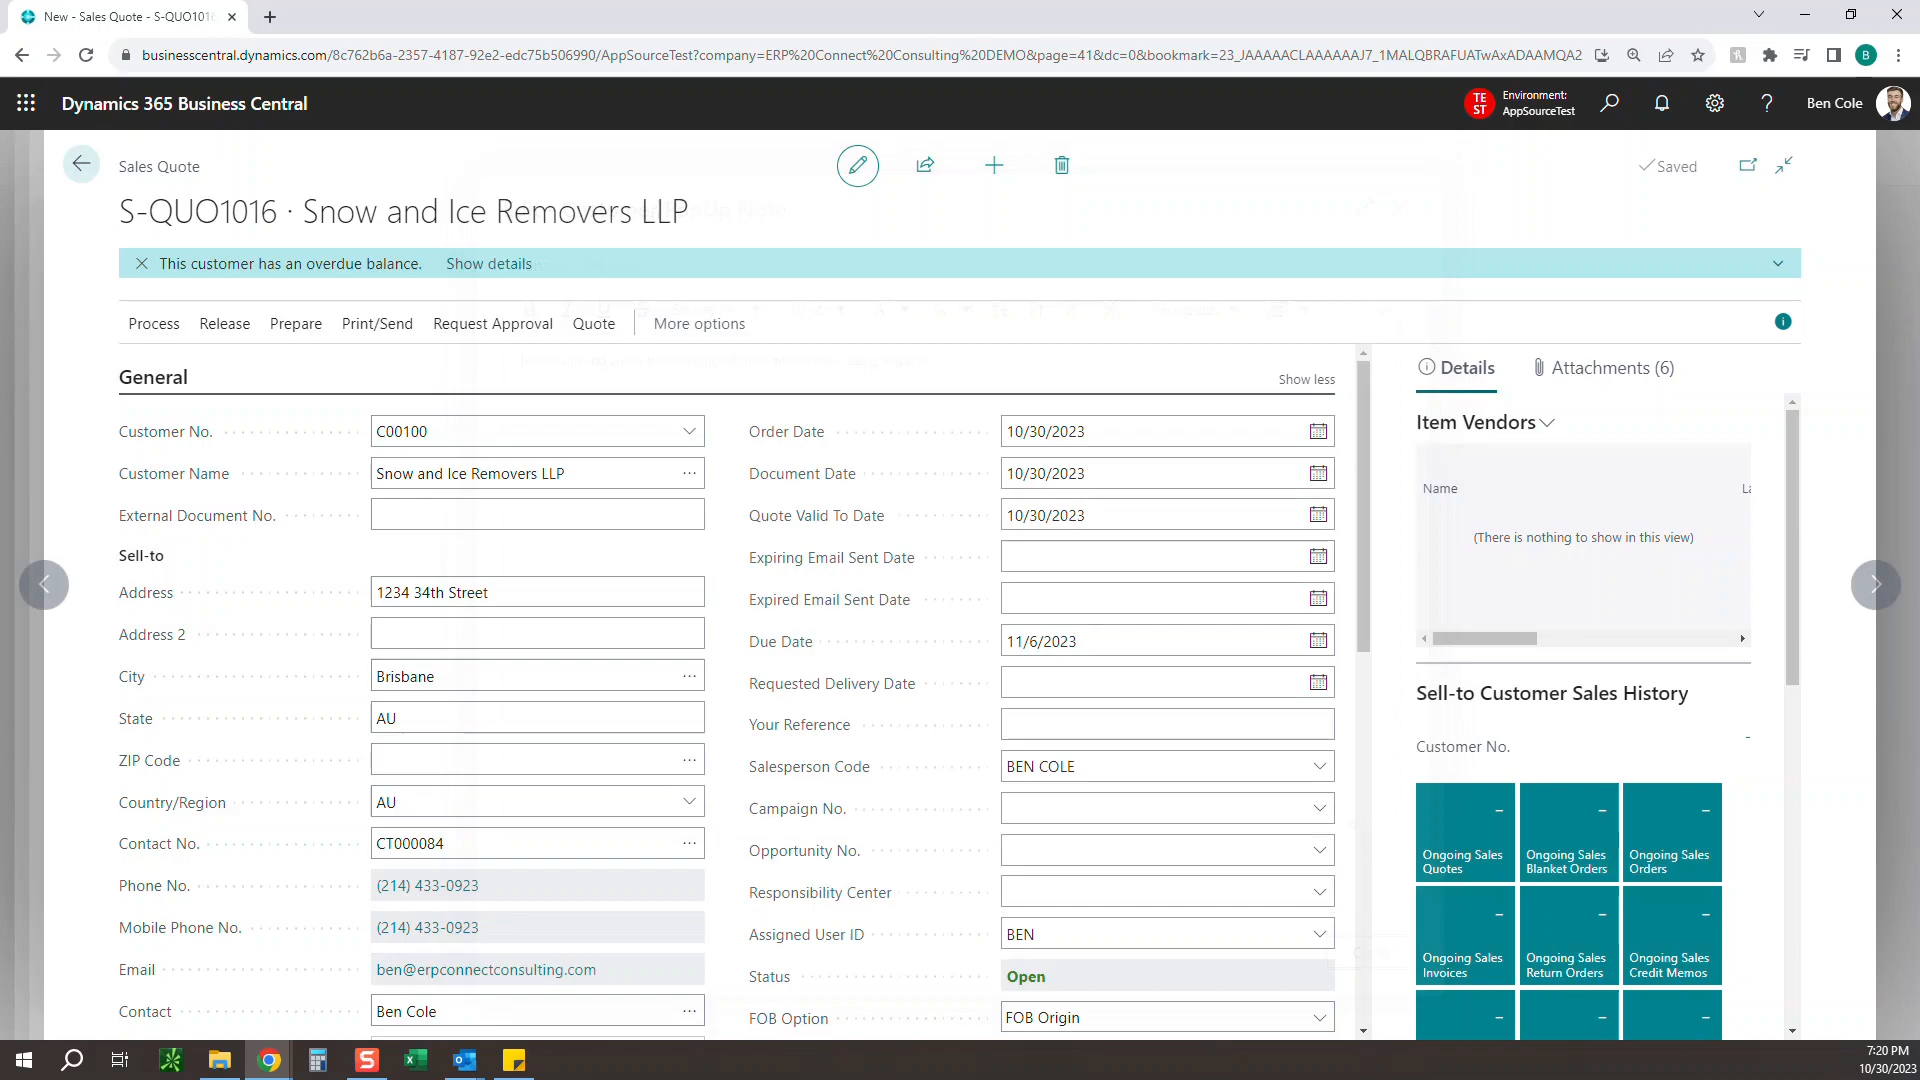 New - Sales Quote - S-QUO101
businesscentral.dynamics.com/8c762b6a-2357-4187-92e2-edc75b506990/AppSourceTest?company=ERP%20Connect%20Consulting%20DEMO&page=41&dc=0&bookmark=23_JAAAAACLAAAAAAJ7_1MALQBRAFUATwAxADAAMQA2
B
Dynamics 365 Business Central
TE
ST
Environment:
AppSourceTest
Ben Cole
Sales Quote
Saved
S-QUO1016 · Snow and Ice Removers LLP
This customer has an overdue balance. Show details
Process Release Prepare Print/Send Request Approval Quote More options
General
Show less
Customer No. C00100
Customer Name Snow and Ice Removers LLP
External Document No.
Sell-to
Address 1234 34th Street
Address 2
City Brisbane
State AU
ZIP Code
Country/Region AU
Contact No. CT000084
Phone No. (214) 433-0923
Mobile Phone No. (214) 433-0923
Email ben@erpconnectconsulting.com
Contact Ben Cole
Order Date 10/30/2023
Document Date 10/30/2023
Quote Valid To Date 10/30/2023
Expiring Email Sent Date
Expired Email Sent Date
Due Date 11/6/2023
Requested Delivery Date
Your Reference
Salesperson Code BEN COLE
Campaign No.
Opportunity No.
Responsibility Center
Assigned User ID BEN
Status Open
FOB Option FOB Origin
Details Attachments (6)
Item Vendors
Name
(There is nothing to show in this view)
Sell-to Customer Sales History
Customer No.
Ongoing Sales
Quotes
Ongoing Sales
Blanket Orders
Ongoing Sales
Orders
Ongoing Sales
Invoices
Ongoing Sales
Return Orders
Ongoing Sales
Credit Memos
7:20 PM
10/30/2023